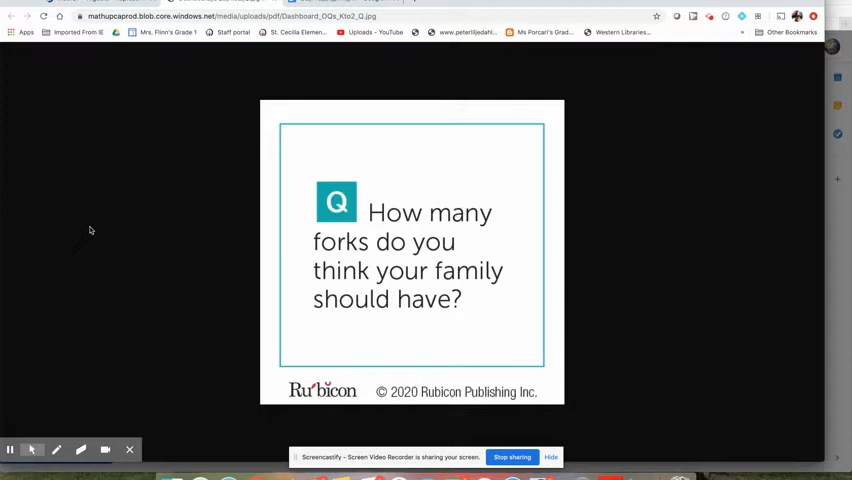 mathupcaprod.blob.core.windows.net/media/uploads/pdf/Dashboard_OQs_Kto2_Q.jpg
Apps Imported From IE Mrs. Flinn's Grade 1 Staff portal St. Cecilia Elemen... Uploads - YouTube www.peterliljedahl... Ms Porcari's Grad... Western Libraries... » Other Bookmarks
Q How many
forks do you
think your family
should have?
Rubicon © 2020 Rubicon Publishing Inc.
Screencastify - Screen Video Recorder is sharing your screen. Stop sharing Hide